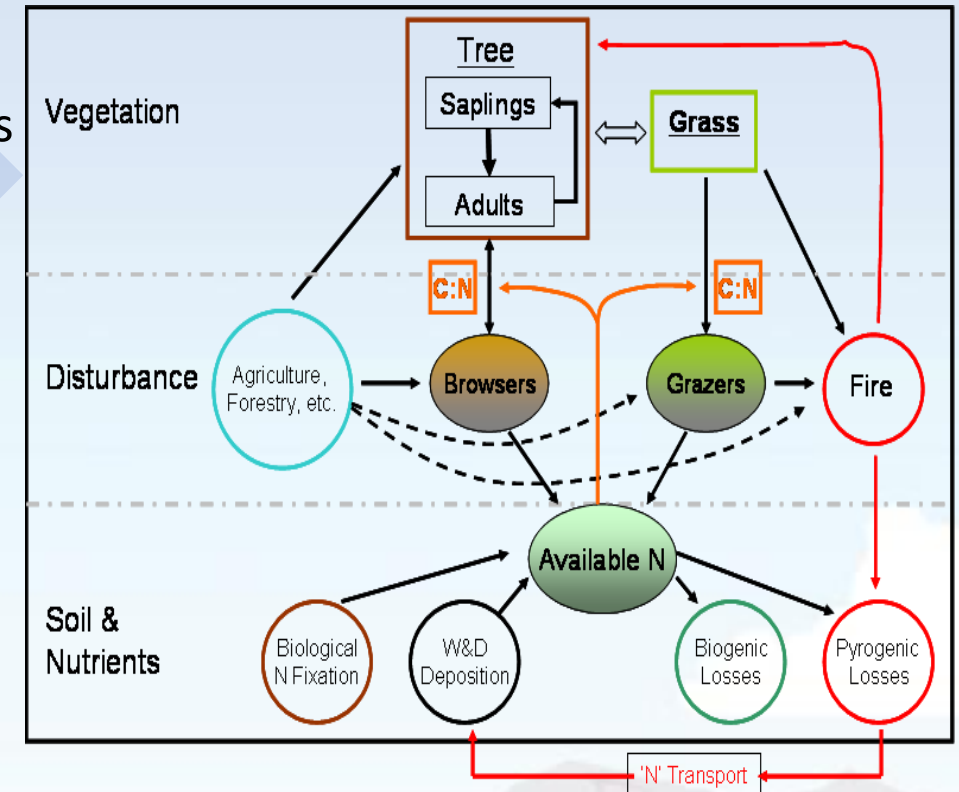 s
Vegetation
Tree
Saplings
Adults
Grass
C:N
C:N
Disturbance
Agriculture,
Forestry, etc.
Browsers
Grazers
Fire
Available N
Soil &
Nutrients
Biological
N Fixation
W&D
Deposition
Biogenic
Losses
Pyrogenic
Losses
'N' Transport